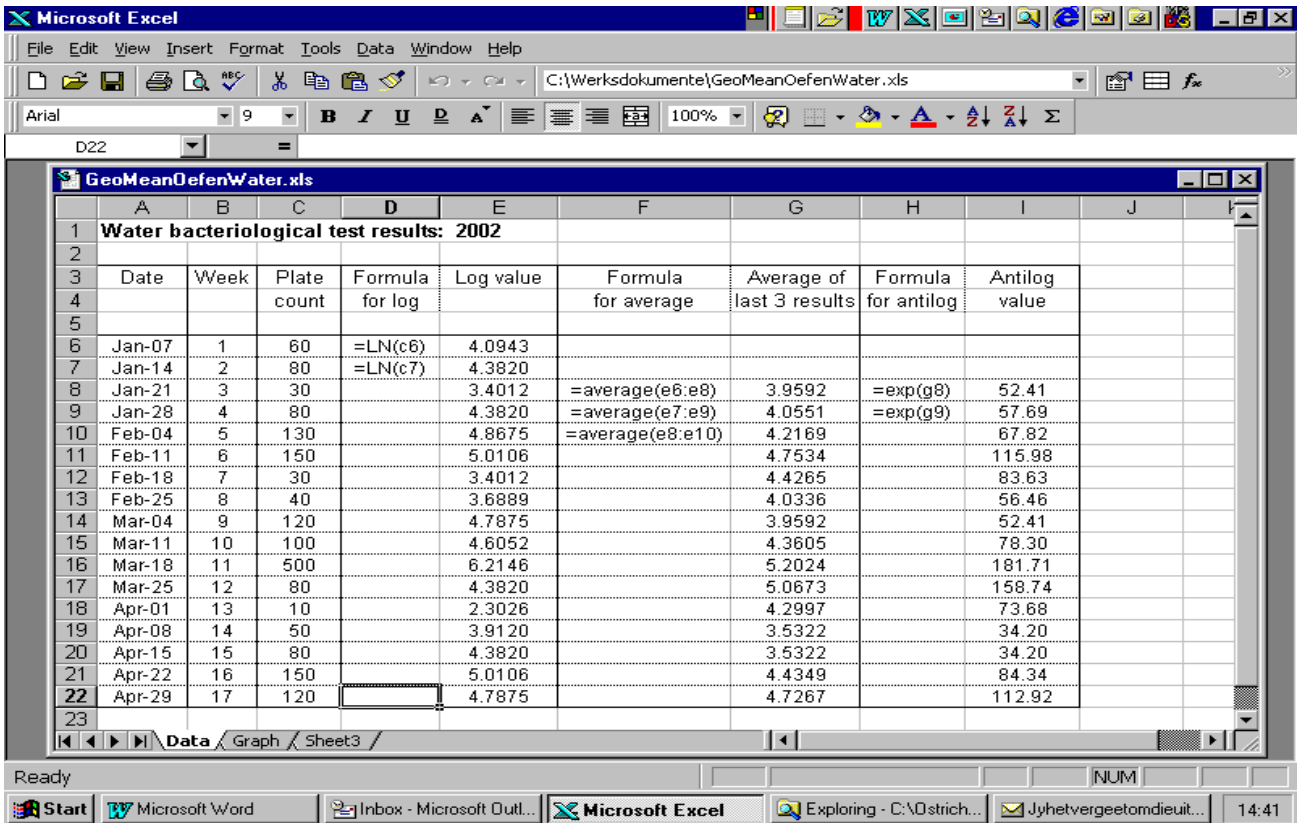 Microsoft Excel
File Edit View Insert Format Tools Data Window Help
C:\Werksdokumente\GeoMeanOefenWater.xls
Arial 9 B I U D A 100% A Σ
D22 =
GeoMeanOefenWater.xls
A B C D E F G H I J
1 Water bacteriological test results: 2002
2
3 Date Week Plate Formula Log value Formula Average of Formula Antilog
4 count for log for average last 3 results for antilog value
5
6 Jan-07 1 60 =LN(c6) 4.0943
7 Jan-14 2 80 =LN(c7) 4.3820
8 Jan-21 3 30 3.4012 =average(e6:e8) 3.9592 =exp(g8) 52.41
9 Jan-28 4 80 4.3820 =average(e7:e9) 4.0551 =exp(g9) 57.69
10 Feb-04 5 130 4.8675 =average(e8:e10) 4.2169 67.82
11 Feb-11 6 150 5.0106 4.7534 115.98
12 Feb-18 7 30 3.4012 4.4265 83.63
13 Feb-25 8 40 3.6889 4.0336 56.46
14 Mar-04 9 120 4.7875 3.9592 52.41
15 Mar-11 10 100 4.6052 4.3605 78.30
16 Mar-18 11 500 6.2146 5.2024 181.71
17 Mar-25 12 80 4.3820 5.0673 158.74
18 Apr-01 13 10 2.3026 4.2997 73.68
19 Apr-08 14 50 3.9120 3.5322 34.20
20 Apr-15 15 80 4.3820 3.5322 34.20
21 Apr-22 16 150 5.0106 4.4349 84.34
22 Apr-29 17 120 4.7875 4.7267 112.92
23
Data Graph Sheet3
Ready NUM
Start Microsoft Word Inbox - Microsoft Outl... Microsoft Excel Exploring - C:\Ostrich... Jyhetvergeetomdieuit... 14:41